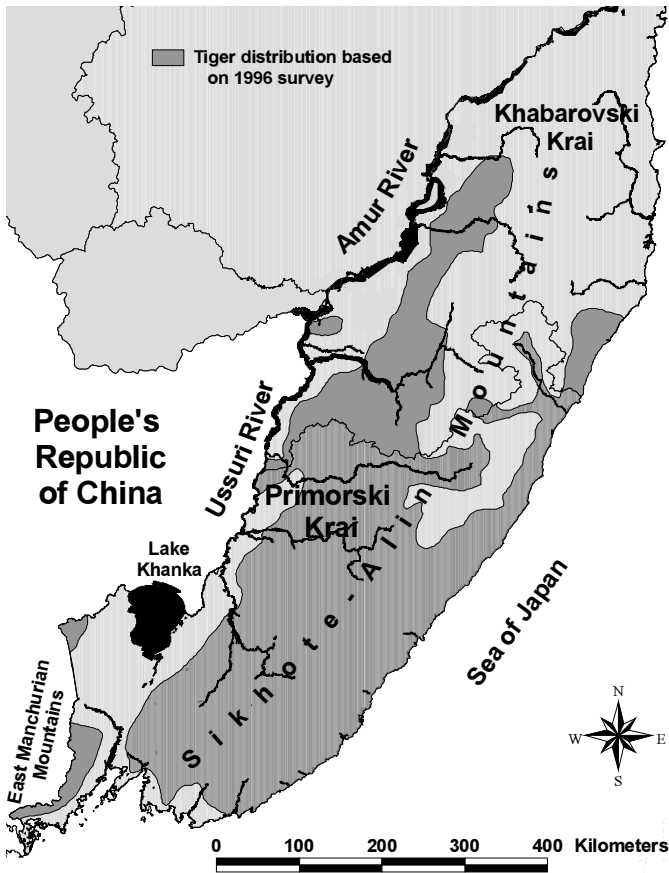 Tiger distribution based
on 1996 survey
Khabarovski
Krai
Amur River
Sikhote-Alin Mountains
People's
Republic
of China
Ussuri River
Primorski
Krai
Lake
Khanka
Sea of Japan
East Manchurian
Mountains
N
W E
S
0 100 200 300 400 Kilometers